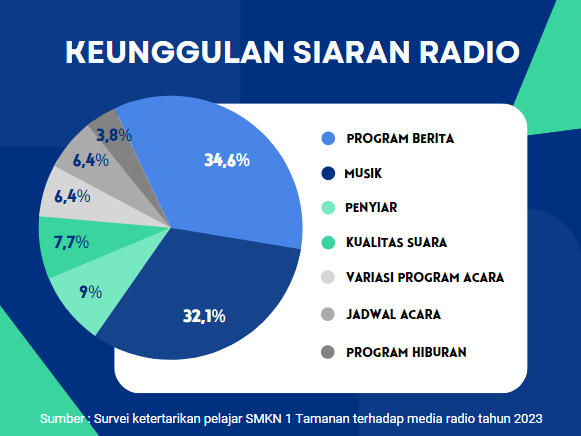 KEUNGGULAN SIARAN RADIO
3,8%
6,4%
6,4%
7,7%
9%
34,6%
32,1%
PROGRAM BERITA
MUSIK
PENYIAR
KUALITAS SUARA
VARIASI PROGRAM ACARA
JADWAL ACARA
PROGRAM HIBURAN
Sumber : Survei ketertarikan pelajar SMKN 1 Tamanan terhadap media radio tahun 2023